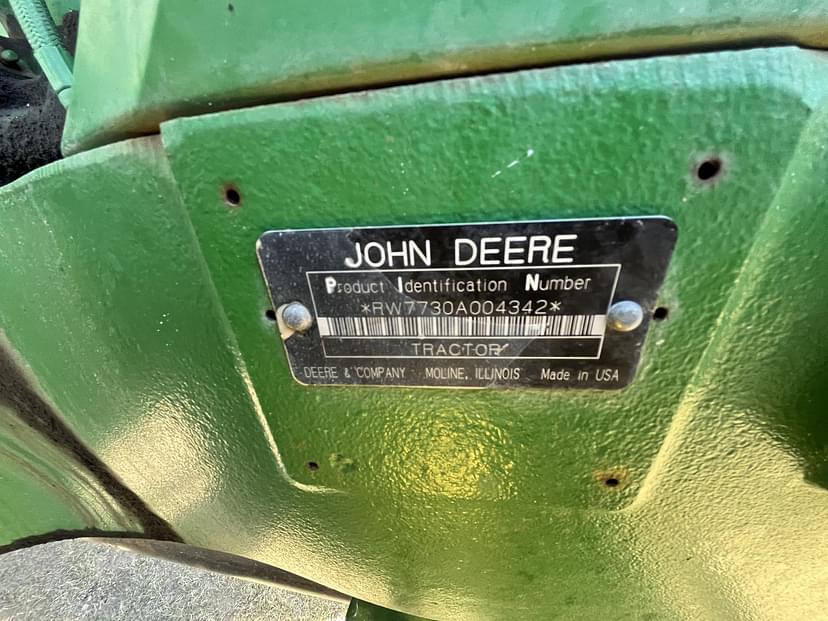 JOHN DEERE
Product Identification Number
*RW7730A004342*
TRACTOR
DEERE & COMPANY MOLINE, ILLINOIS Made in USA